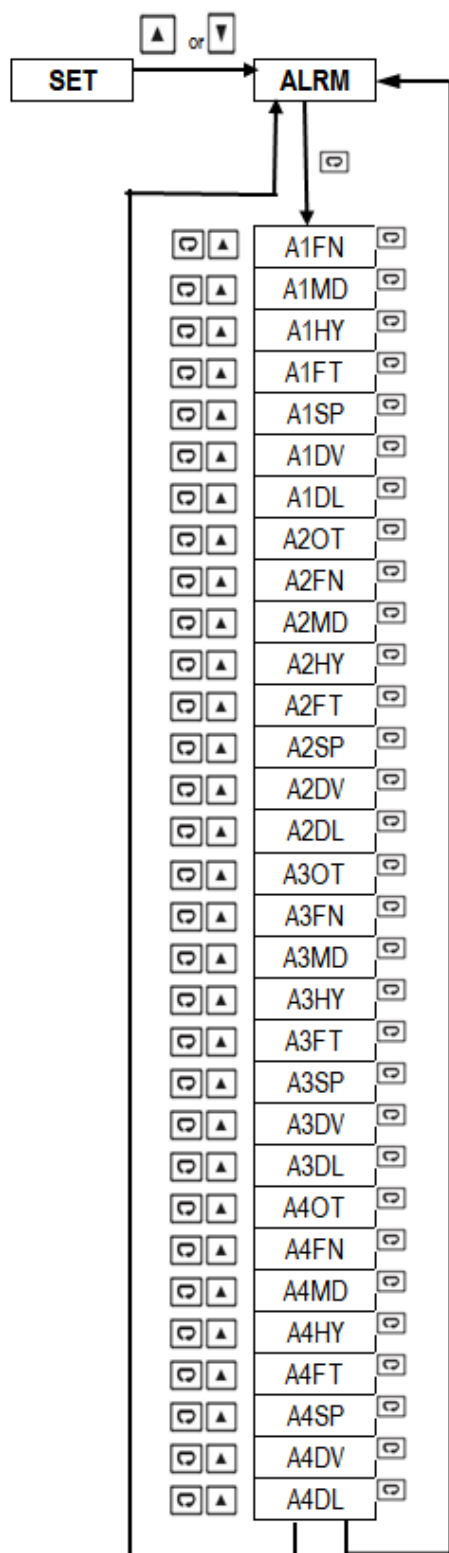 or
SET
ALRM
A1FN
A1MD
A1HY
A1FT
A1SP
A1DV
A1DL
A2OT
A2FN
A2MD
A2HY
A2FT
A2SP
A2DV
A2DL
A3OT
A3FN
A3MD
A3HY
A3FT
A3SP
A3DV
A3DL
A4OT
A4FN
A4MD
A4HY
A4FT
A4SP
A4DV
A4DL